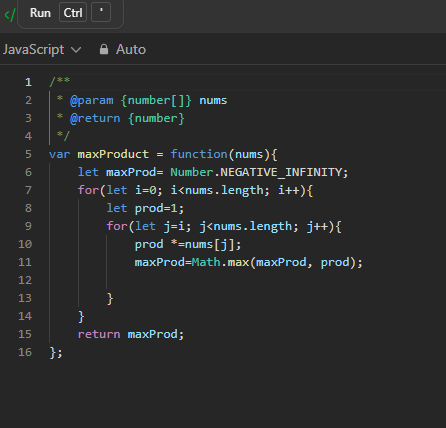 </> Run Ctrl '
JavaScript Auto
1 /**
2 * @param {number[]} nums
3 * @return {number}
4 */
5 var maxProduct = function(nums){
6 let maxProd= Number.NEGATIVE_INFINITY;
7 for(let i=0; i<nums.length; i++){
8 let prod=1;
9 for(let j=i; j<nums.length; j++){
10 prod *=nums[j];
11 maxProd=Math.max(maxProd, prod);
12
13 }
14 }
15 return maxProd;
16 };